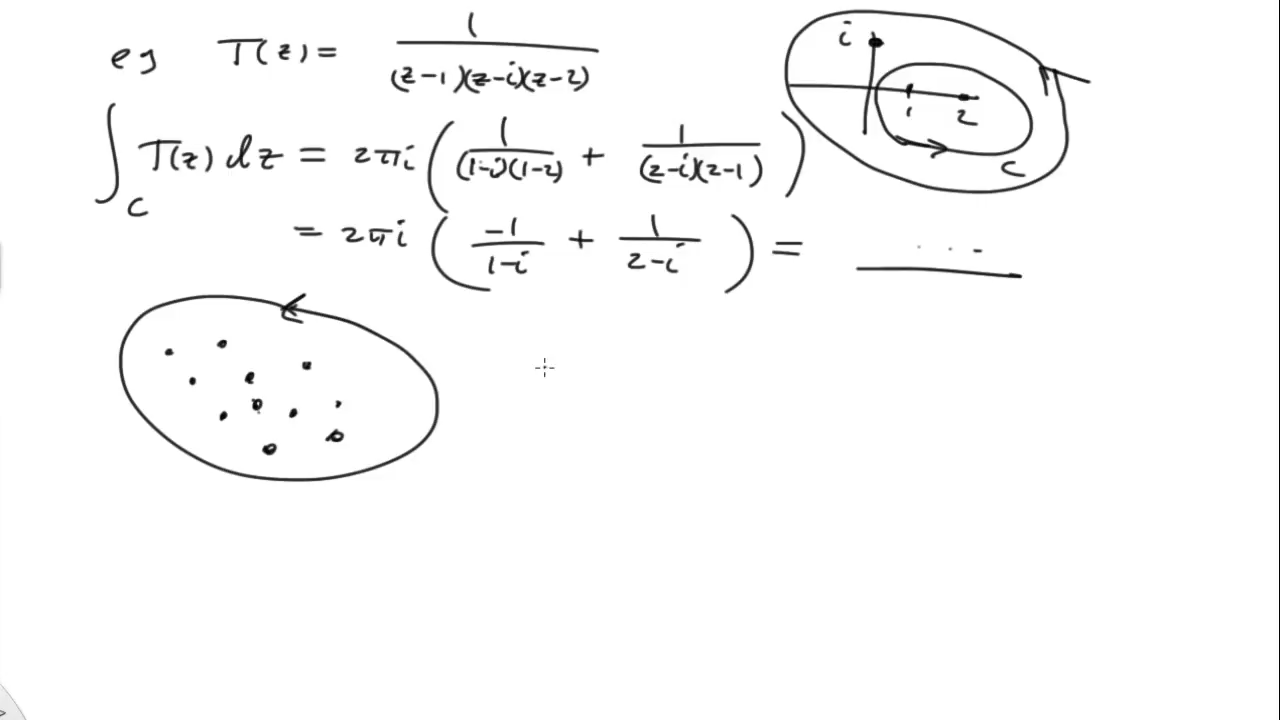 eg T(z) = 1/((z-1)(z-i)(z-2))
i
1 2
C
∫_C T(z) dz = 2πi ( 1/((1-i)(1-2)) + 1/((2-i)(2-1)) )
= 2πi ( -1/(1-i) + 1/(2-i) ) = ...